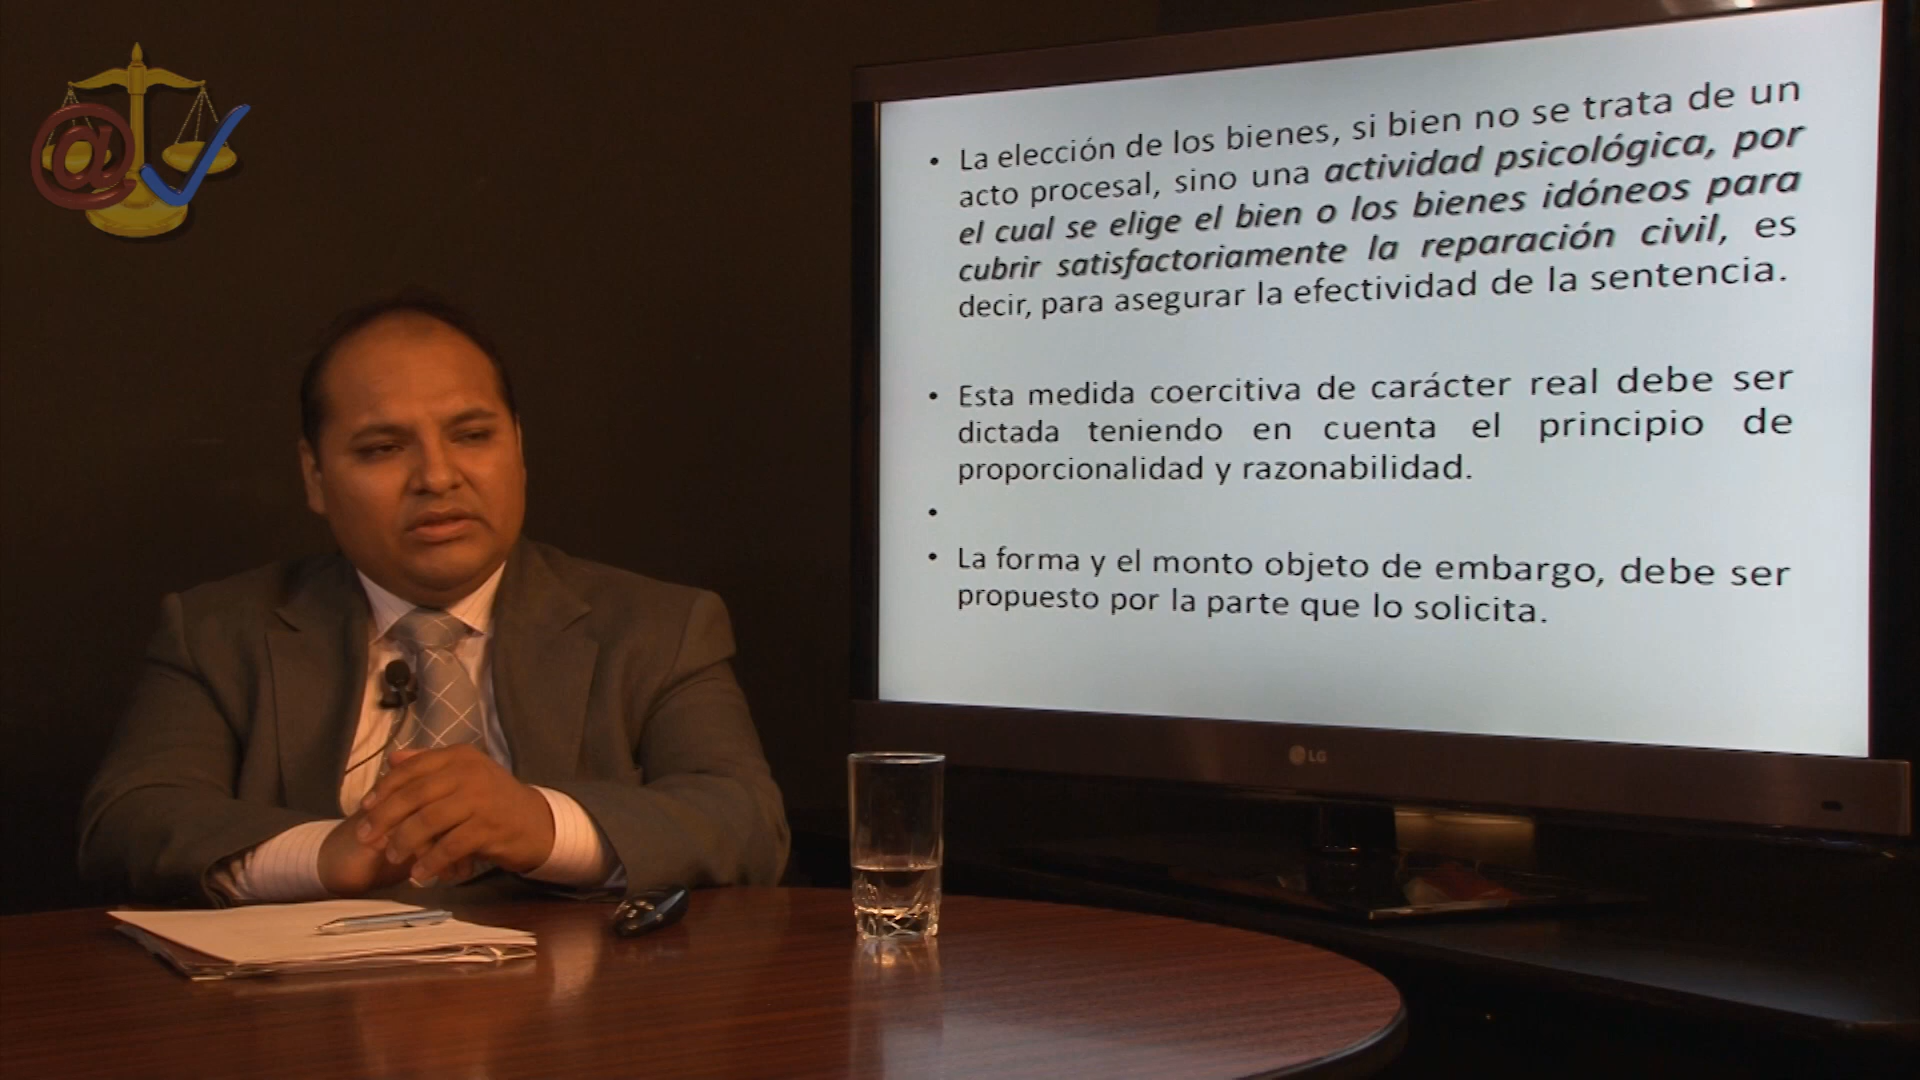 • La elección de los bienes, si bien no se trata de un
acto procesal, sino una actividad psicológica, por
el cual se elige el bien o los bienes idóneos para
cubrir satisfactoriamente la reparación civil, es
decir, para asegurar la efectividad de la sentencia.
• Esta medida coercitiva de carácter real debe ser
dictada teniendo en cuenta el principio de
proporcionalidad y razonabilidad.
•
• La forma y el monto objeto de embargo, debe ser
propuesto por la parte que lo solicita.
LG
@